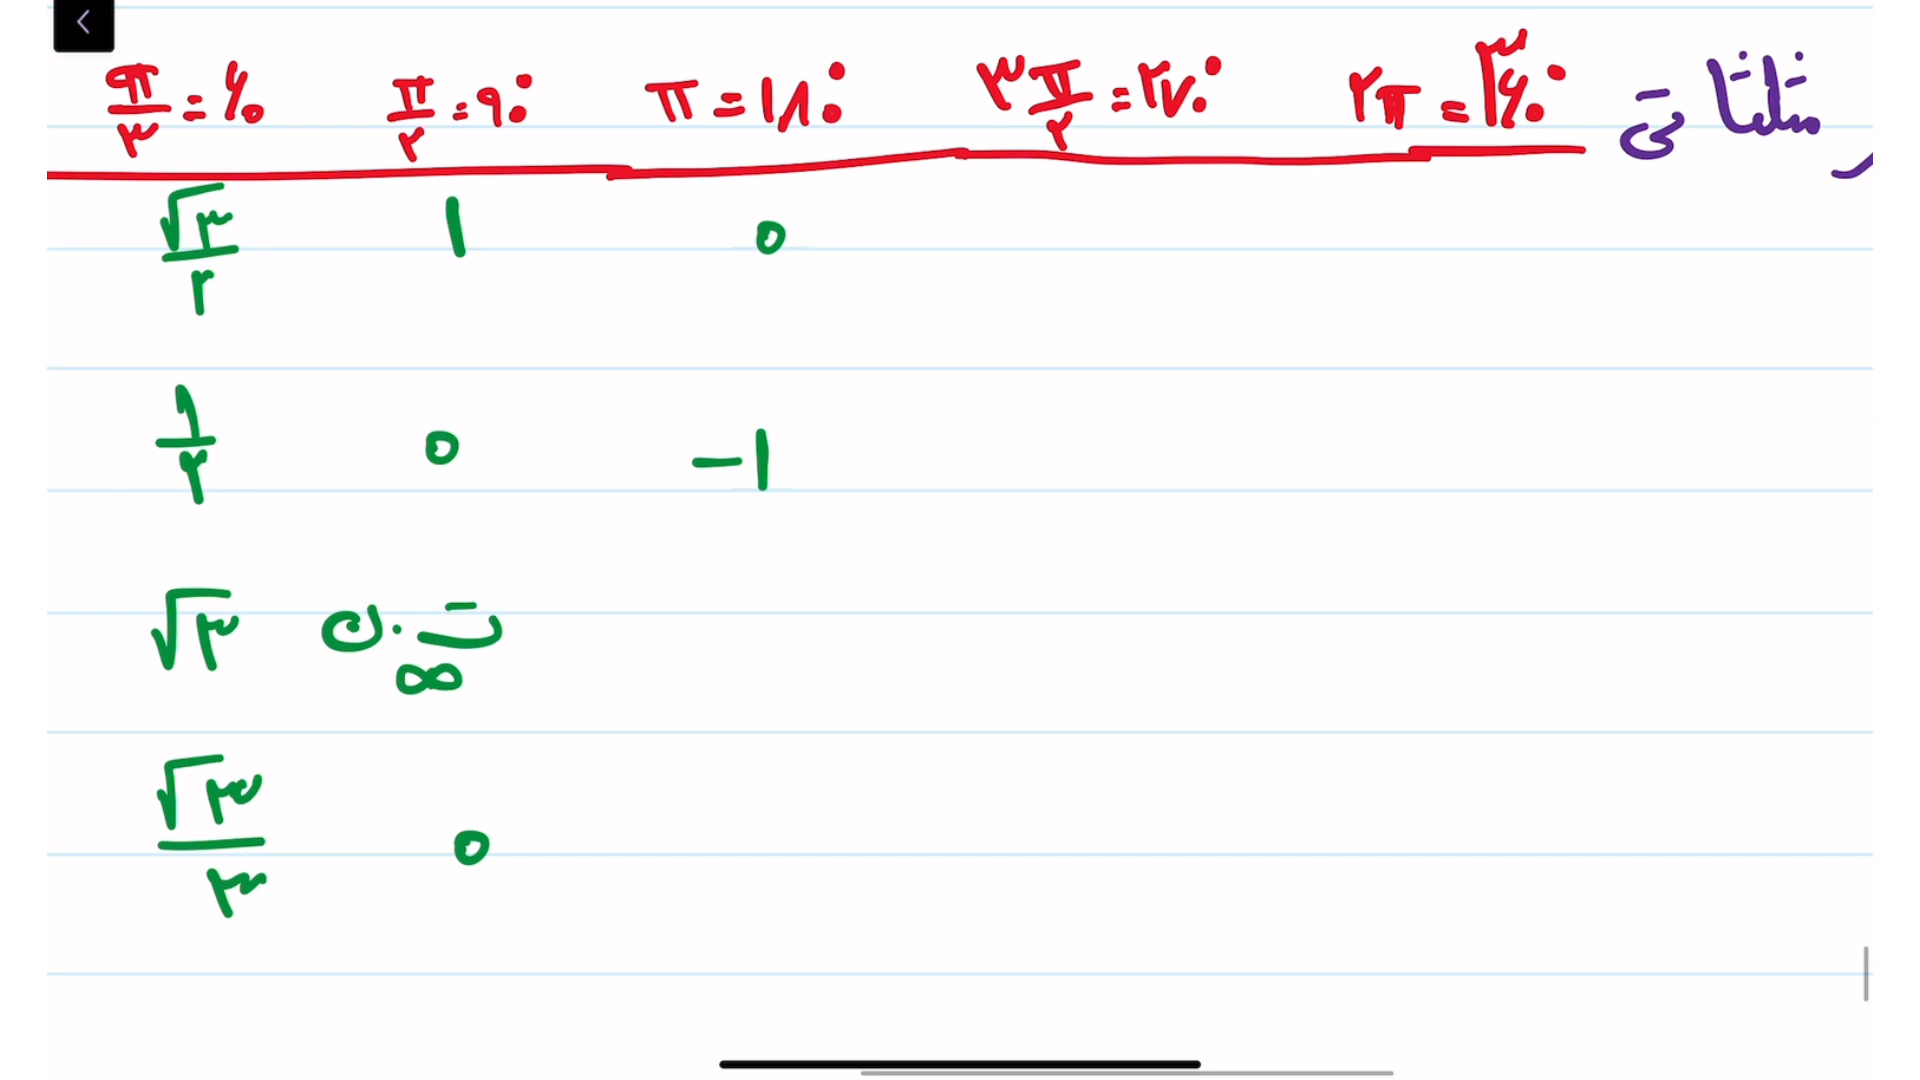 π/۳ = ۶۰ π/۲ = ۹۰° π = ۱۸۰° ۳π/۲ = ۲۷۰° ۲π = ۳۶۰°
√۳/۲ ۱ ۰
۱/۲ ۰ -۱
√۳ ت.ن
∞
√۳/۳ ۰